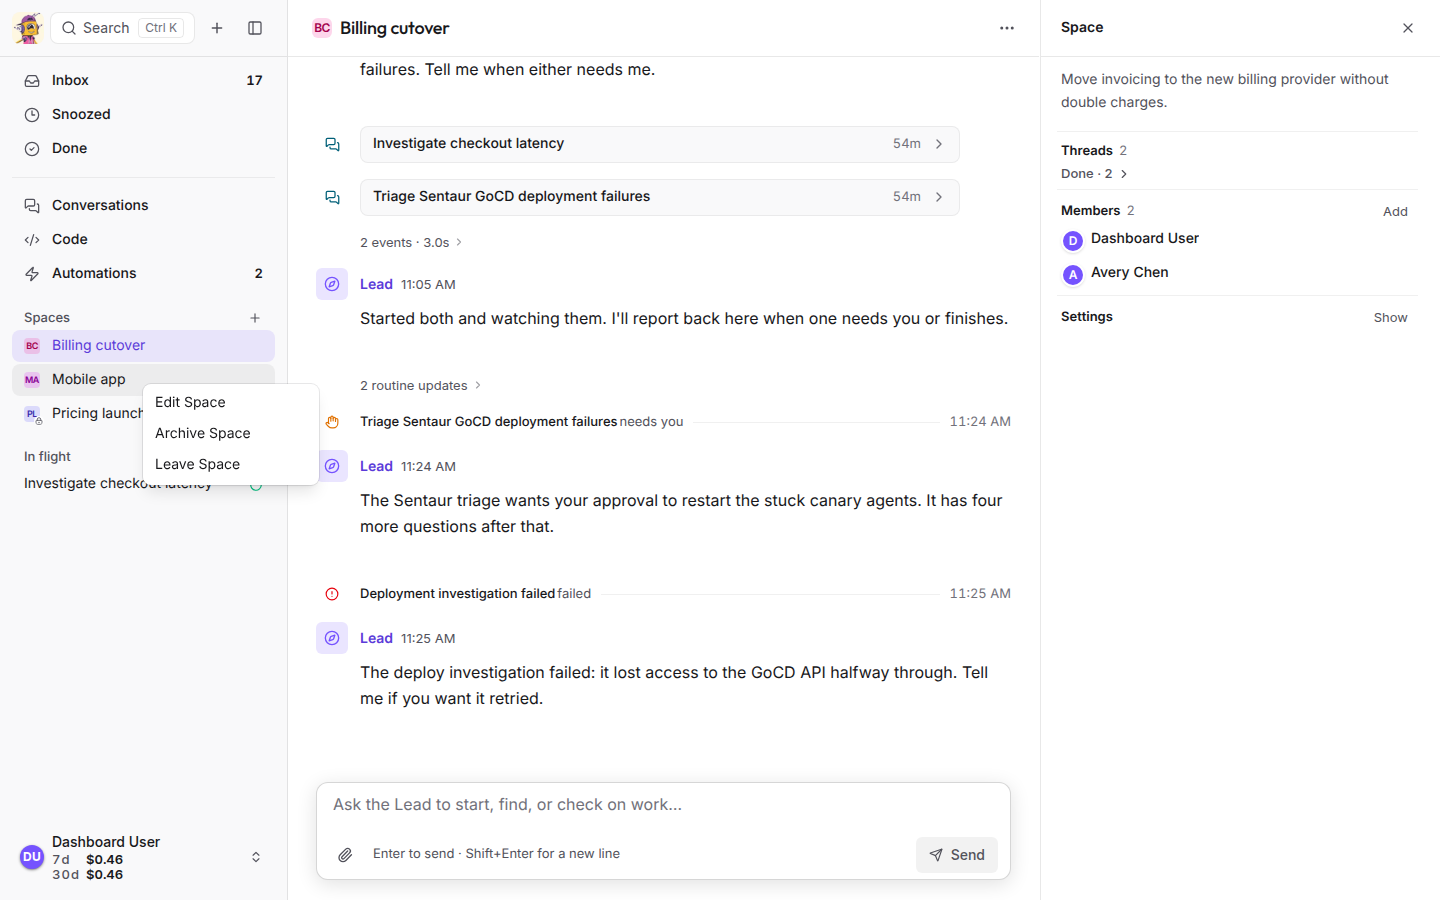 Search Ctrl K
Inbox 17
Snoozed
Done
Conversations
Code
Automations 2
Spaces
BC Billing cutover
MA Mobile app
PL Pricing launch
Edit Space
Archive Space
Leave Space
In flight
Investigate checkout latency
DU Dashboard User
7d $0.46
30d $0.46
BC Billing cutover
failures. Tell me when either needs me.
Investigate checkout latency 54m
Triage Sentaur GoCD deployment failures 54m
2 events · 3.0s
Lead 11:05 AM
Started both and watching them. I'll report back here when one needs you or finishes.
2 routine updates
Triage Sentaur GoCD deployment failures needs you 11:24 AM
Lead 11:24 AM
The Sentaur triage wants your approval to restart the stuck canary agents. It has four
more questions after that.
Deployment investigation failed failed 11:25 AM
Lead 11:25 AM
The deploy investigation failed: it lost access to the GoCD API halfway through. Tell
me if you want it retried.
Ask the Lead to start, find, or check on work...
Enter to send · Shift+Enter for a new line
Send
Space
Move invoicing to the new billing provider without
double charges.
Threads 2
Done · 2
Members 2 Add
D Dashboard User
A Avery Chen
Settings Show